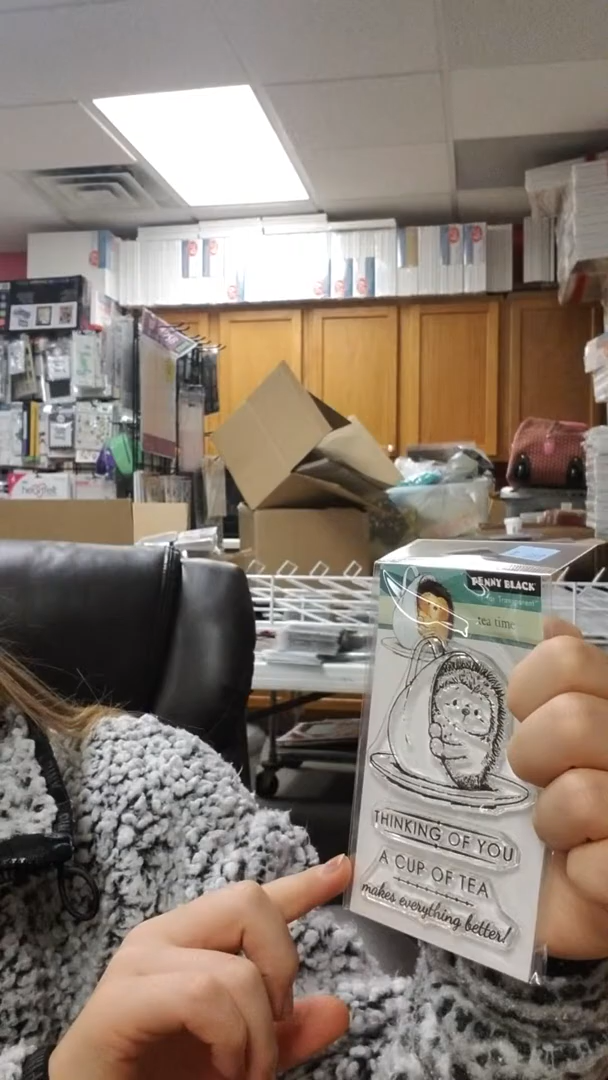 PENNY BLACK
tea time
THINKING OF YOU
A CUP OF TEA
makes everything better!